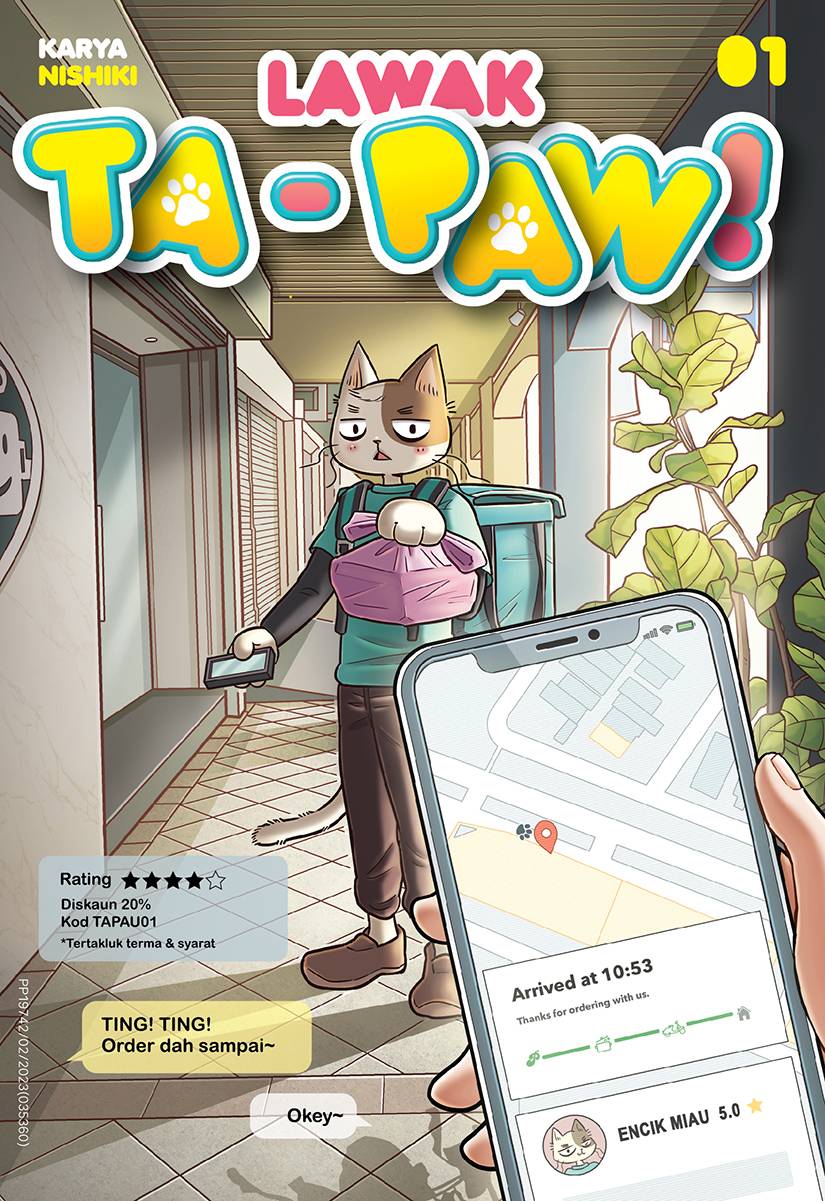 KARYA
NISHIKI
01
LAWAK
TA-PAW!
Rating ★★★★☆
Diskaun 20%
Kod TAPAU01
*Tertakluk terma & syarat
TING! TING!
Order dah sampai~
Okey~
Arrived at 10:53
Thanks for ordering with us.
ENCIK MIAU 5.0 ★
PP19742/02/2023(035360)